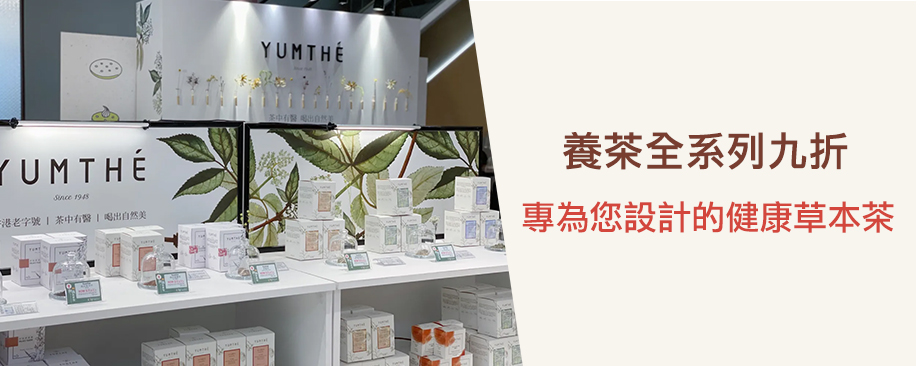 YUMTHÉ
茶中有醫 喝出自然美
YUMTHÉ
Since 1948
港老字號 | 茶中有醫 | 喝出自然美
養茶全系列九折
專為您設計的健康草本茶